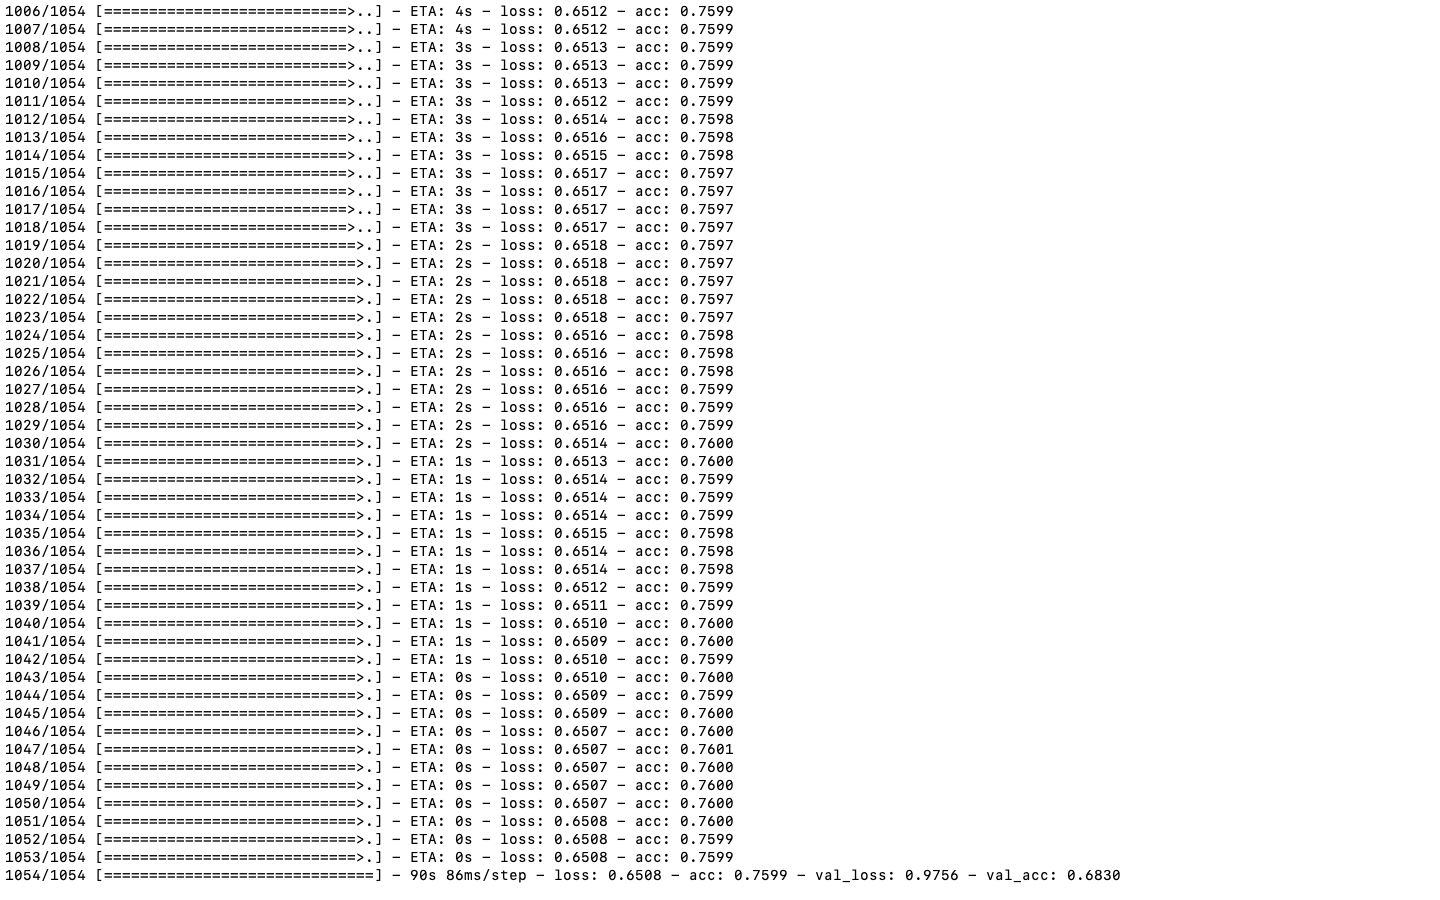 1006/1054 [===========================>..] - ETA: 4s - loss: 0.6512 - acc: 0.7599
1007/1054 [===========================>..] - ETA: 4s - loss: 0.6512 - acc: 0.7599
1008/1054 [===========================>..] - ETA: 3s - loss: 0.6513 - acc: 0.7599
1009/1054 [===========================>..] - ETA: 3s - loss: 0.6513 - acc: 0.7599
1010/1054 [===========================>..] - ETA: 3s - loss: 0.6513 - acc: 0.7599
1011/1054 [===========================>..] - ETA: 3s - loss: 0.6512 - acc: 0.7599
1012/1054 [===========================>..] - ETA: 3s - loss: 0.6514 - acc: 0.7598
1013/1054 [===========================>..] - ETA: 3s - loss: 0.6516 - acc: 0.7598
1014/1054 [===========================>..] - ETA: 3s - loss: 0.6515 - acc: 0.7598
1015/1054 [===========================>..] - ETA: 3s - loss: 0.6517 - acc: 0.7597
1016/1054 [===========================>..] - ETA: 3s - loss: 0.6517 - acc: 0.7597
1017/1054 [===========================>..] - ETA: 3s - loss: 0.6517 - acc: 0.7597
1018/1054 [===========================>..] - ETA: 3s - loss: 0.6517 - acc: 0.7597
1019/1054 [============================>.] - ETA: 2s - loss: 0.6518 - acc: 0.7597
1020/1054 [============================>.] - ETA: 2s - loss: 0.6518 - acc: 0.7597
1021/1054 [============================>.] - ETA: 2s - loss: 0.6518 - acc: 0.7597
1022/1054 [============================>.] - ETA: 2s - loss: 0.6518 - acc: 0.7597
1023/1054 [============================>.] - ETA: 2s - loss: 0.6518 - acc: 0.7597
1024/1054 [============================>.] - ETA: 2s - loss: 0.6516 - acc: 0.7598
1025/1054 [============================>.] - ETA: 2s - loss: 0.6516 - acc: 0.7598
1026/1054 [============================>.] - ETA: 2s - loss: 0.6516 - acc: 0.7598
1027/1054 [============================>.] - ETA: 2s - loss: 0.6516 - acc: 0.7599
1028/1054 [============================>.] - ETA: 2s - loss: 0.6516 - acc: 0.7599
1029/1054 [============================>.] - ETA: 2s - loss: 0.6516 - acc: 0.7599
1030/1054 [============================>.] - ETA: 2s - loss: 0.6514 - acc: 0.7600
1031/1054 [============================>.] - ETA: 1s - loss: 0.6513 - acc: 0.7600
1032/1054 [============================>.] - ETA: 1s - loss: 0.6514 - acc: 0.7599
1033/1054 [============================>.] - ETA: 1s - loss: 0.6514 - acc: 0.7599
1034/1054 [============================>.] - ETA: 1s - loss: 0.6514 - acc: 0.7599
1035/1054 [============================>.] - ETA: 1s - loss: 0.6515 - acc: 0.7598
1036/1054 [============================>.] - ETA: 1s - loss: 0.6514 - acc: 0.7598
1037/1054 [============================>.] - ETA: 1s - loss: 0.6514 - acc: 0.7598
1038/1054 [============================>.] - ETA: 1s - loss: 0.6512 - acc: 0.7599
1039/1054 [============================>.] - ETA: 1s - loss: 0.6511 - acc: 0.7599
1040/1054 [============================>.] - ETA: 1s - loss: 0.6510 - acc: 0.7600
1041/1054 [============================>.] - ETA: 1s - loss: 0.6509 - acc: 0.7600
1042/1054 [============================>.] - ETA: 1s - loss: 0.6510 - acc: 0.7599
1043/1054 [============================>.] - ETA: 0s - loss: 0.6510 - acc: 0.7600
1044/1054 [============================>.] - ETA: 0s - loss: 0.6509 - acc: 0.7599
1045/1054 [============================>.] - ETA: 0s - loss: 0.6509 - acc: 0.7600
1046/1054 [============================>.] - ETA: 0s - loss: 0.6507 - acc: 0.7600
1047/1054 [============================>.] - ETA: 0s - loss: 0.6507 - acc: 0.7601
1048/1054 [============================>.] - ETA: 0s - loss: 0.6507 - acc: 0.7600
1049/1054 [============================>.] - ETA: 0s - loss: 0.6507 - acc: 0.7600
1050/1054 [============================>.] - ETA: 0s - loss: 0.6507 - acc: 0.7600
1051/1054 [============================>.] - ETA: 0s - loss: 0.6508 - acc: 0.7600
1052/1054 [============================>.] - ETA: 0s - loss: 0.6508 - acc: 0.7599
1053/1054 [============================>.] - ETA: 0s - loss: 0.6508 - acc: 0.7599
1054/1054 [==============================] - 90s 86ms/step - loss: 0.6508 - acc: 0.7599 - val_loss: 0.9756 - val_acc: 0.6830